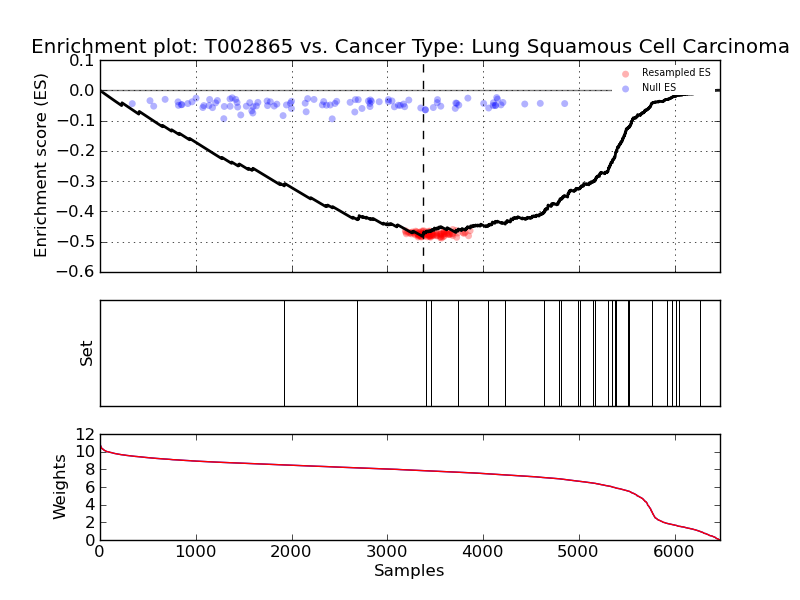 Enrichment plot: T002865 vs. Cancer Type: Lung Squamous Cell Carcinoma
0.1
0.0
−0.1
−0.2
−0.3
−0.4
−0.5
−0.6
Enrichment score (ES)
Resampled ES
Null ES
Set
12
10
8
6
4
2
0
Weights
0 1000 2000 3000 4000 5000 6000
Samples